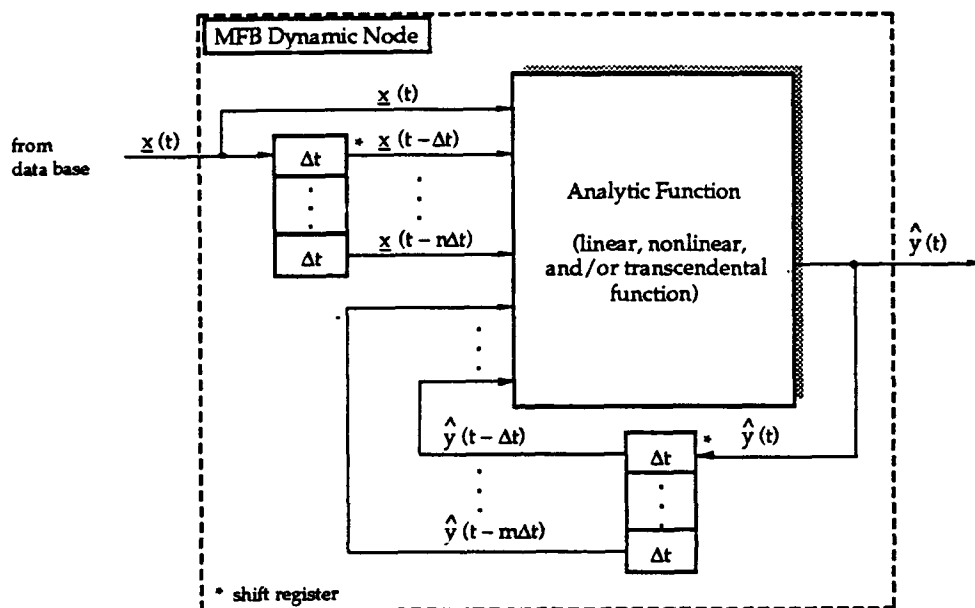 MFB Dynamic Node
x (t)
from
data base
x (t)
Δt
* x (t – Δt)
Δt
x (t – nΔt)
Analytic Function
(linear, nonlinear,
and/or transcendental
function)
ŷ (t)
ŷ (t – Δt)
Δt
* ŷ (t)
ŷ (t – mΔt)
Δt
* shift register